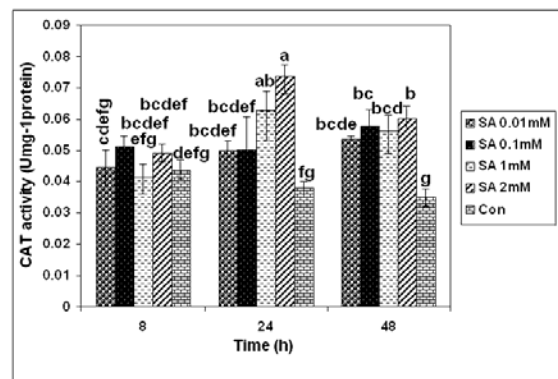 0.09
0.08
0.07
0.06
0.05
0.04
0.03
0.02
0.01
0
CAT activity (Umg-1protein)
cdefg
bcdef
efg
bcdef
defg
bcdef
bcdef
ab
a
fg
bcde
bc
bcd
b
g
8
24
48
Time (h)
SA 0.01mM
SA 0.1mM
SA 1mM
SA 2mM
Con